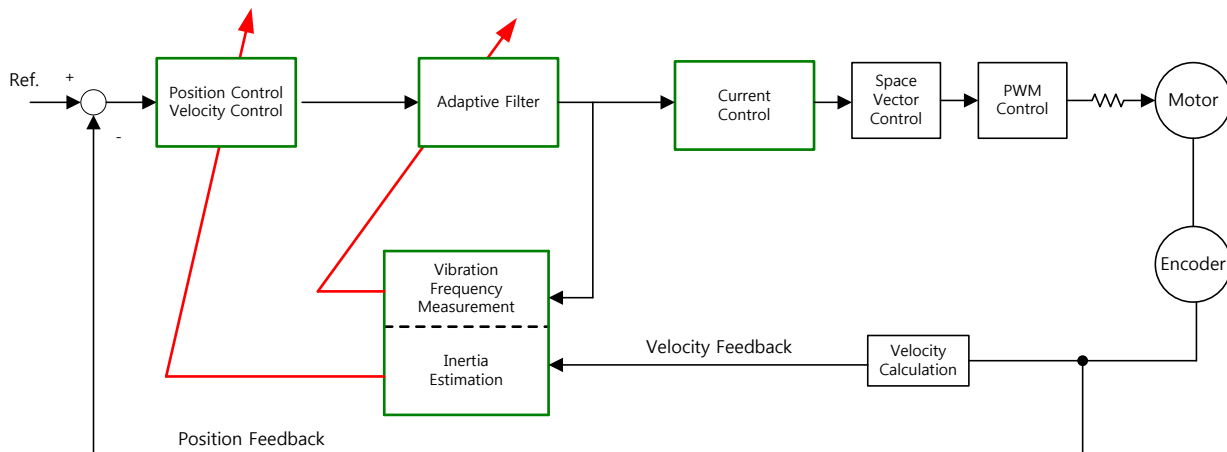 Ref.
+
-
Position Control
Velocity Control
Adaptive Filter
Current
Control
Space
Vector
Control
PWM
Control
Motor
Encoder
Vibration
Frequency
Measurement
Inertia
Estimation
Velocity Feedback
Velocity
Calculation
Position Feedback